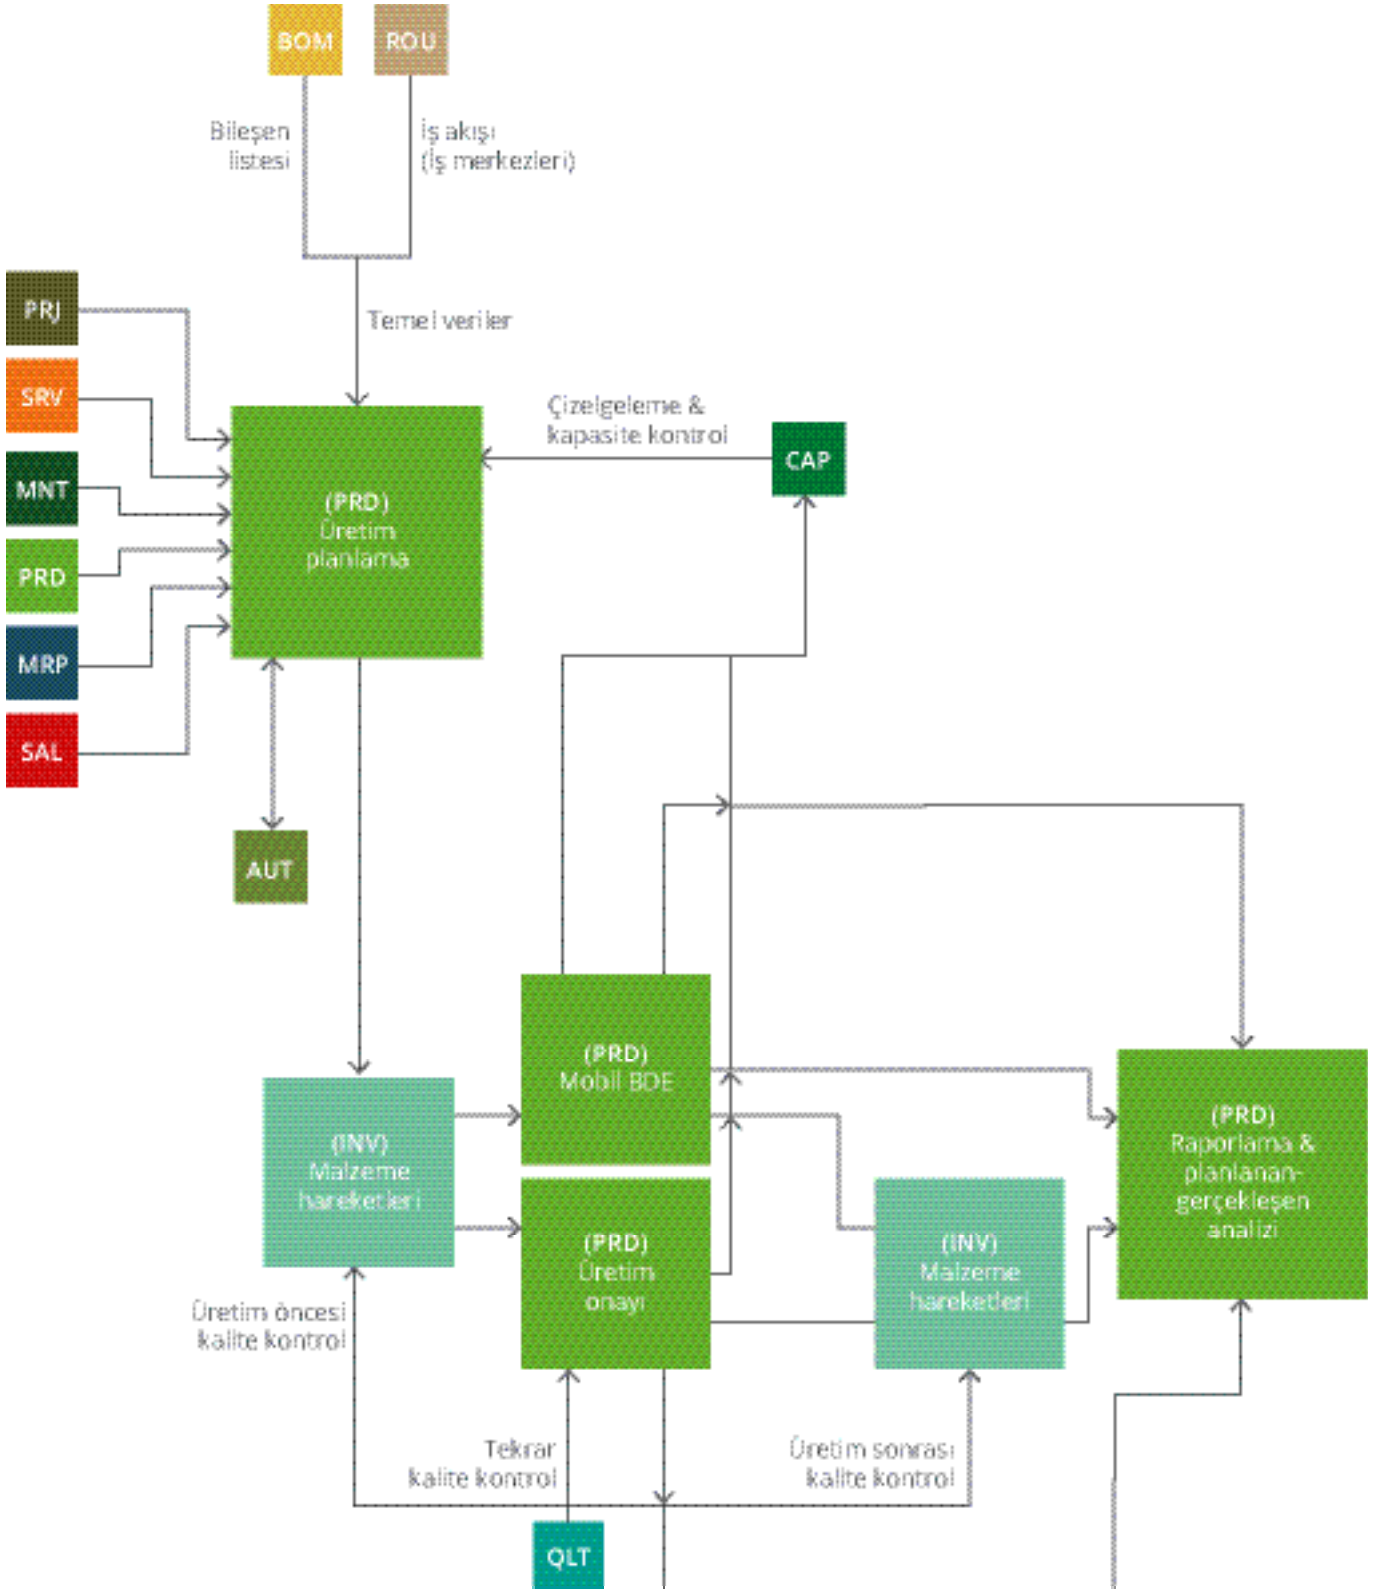 BOM
ROU
Bileşen
listesi
İş akışı
(İş merkezleri)
PRJ
Temel veriler
SRV
Çizelgeleme &
kapasite kontrol
CAP
MNT
(PRD)
Üretim
planlama
PRD
MRP
SAL
AUT
(PRD)
Mobil BDE
(INV)
Malzeme
hareketleri
(PRD)
Raporlama &
planlanan-
gerçekleşen
analizi
(PRD)
Üretim
onayı
(INV)
Malzeme
hareketleri
Üretim öncesi
kalite kontrol
Tekrar
kalite kontrol
Üretim sonrası
kalite kontrol
QLT